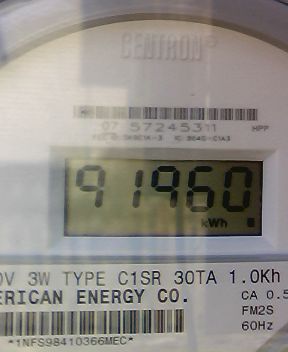 CENTRON®
07 57245311 HPP
91960
kWh
0V 3W TYPE C1SR 30TA 1.0Kh
ERICAN ENERGY CO. CA 0.5
FM2S
60Hz
*1NFS98410366MEC*